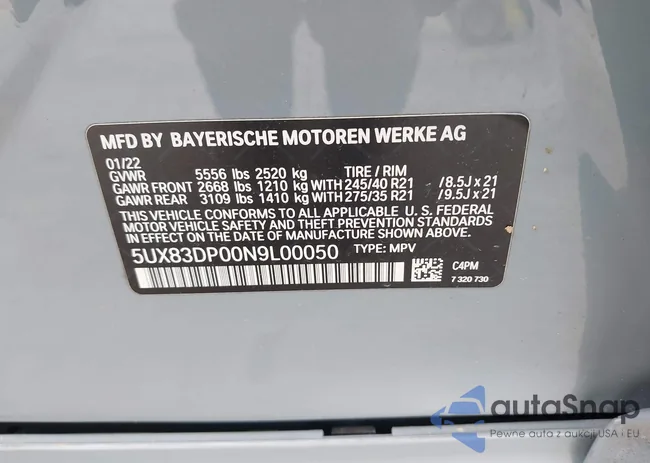 MFD BY BAYERISCHE MOTOREN WERKE AG
01/22
GVWR 5556 lbs 2520 kg TIRE / RIM
GAWR FRONT 2668 lbs 1210 kg WITH 245/40 R21 /8.5J x 21
GAWR REAR 3109 lbs 1410 kg WITH 275/35 R21 /9.5J x 21
THIS VEHICLE CONFORMS TO ALL APPLICABLE U. S. FEDERAL
MOTOR VEHICLE SAFETY AND THEFT PREVENTION STANDARDS
IN EFFECT ON THE DATE OF MANUFACTURE SHOWN ABOVE.
5UX83DP00N9L00050 TYPE: MPV
C4PM
7 320 730
autoSnap
Pewne auta z aukcji USA i EU